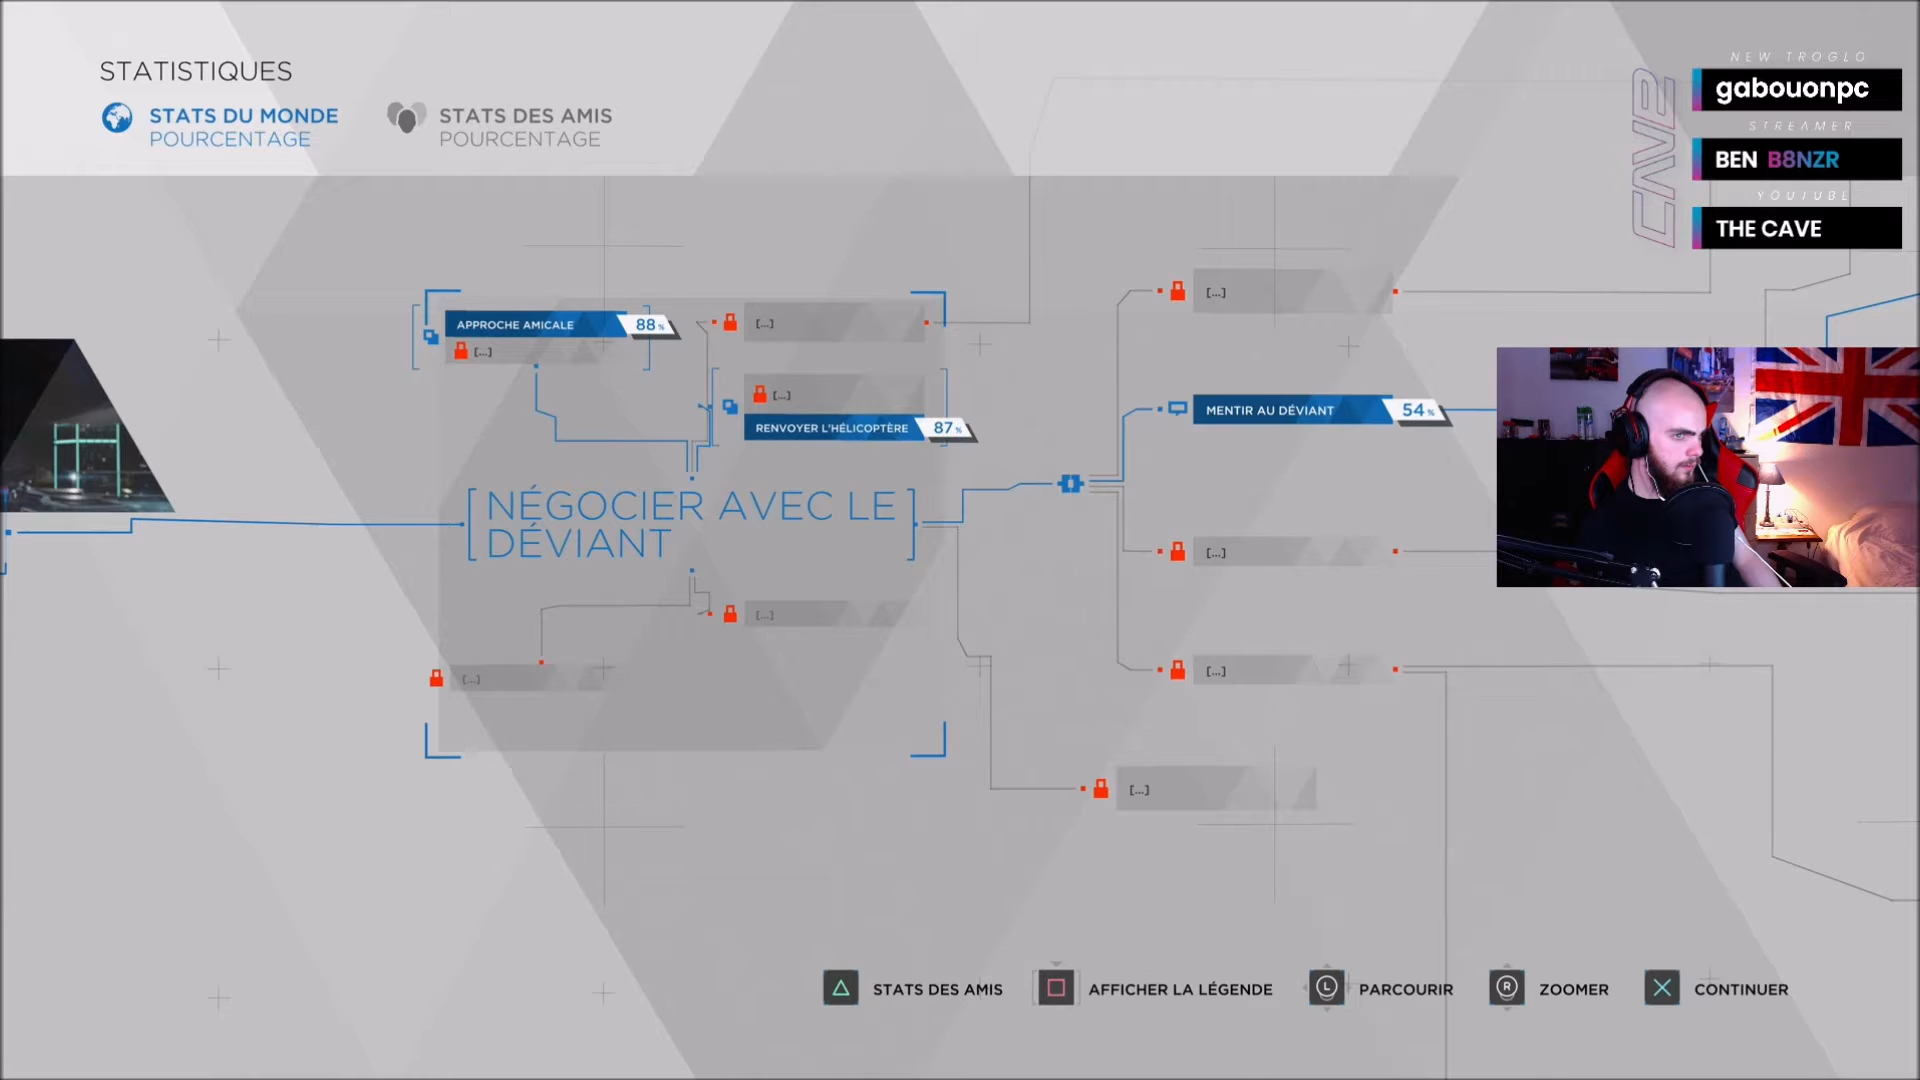 STATISTIQUES
STATS DU MONDE
POURCENTAGE
STATS DES AMIS
POURCENTAGE
NEW TROGLO
gabouonpc
STREAMER
BEN B8NZR
YOUTUBE
THE CAVE
CAVE
APPROCHE AMICALE 88%
[...]
[...]
[...]
RENVOYER L'HÉLICOPTÈRE 87%
[NÉGOCIER AVEC LE
DÉVIANT]
[...]
[...]
[...]
MENTIR AU DÉVIANT 54%
[...]
[...]
[...]
STATS DES AMIS
AFFICHER LA LÉGENDE
L PARCOURIR
R ZOOMER
CONTINUER